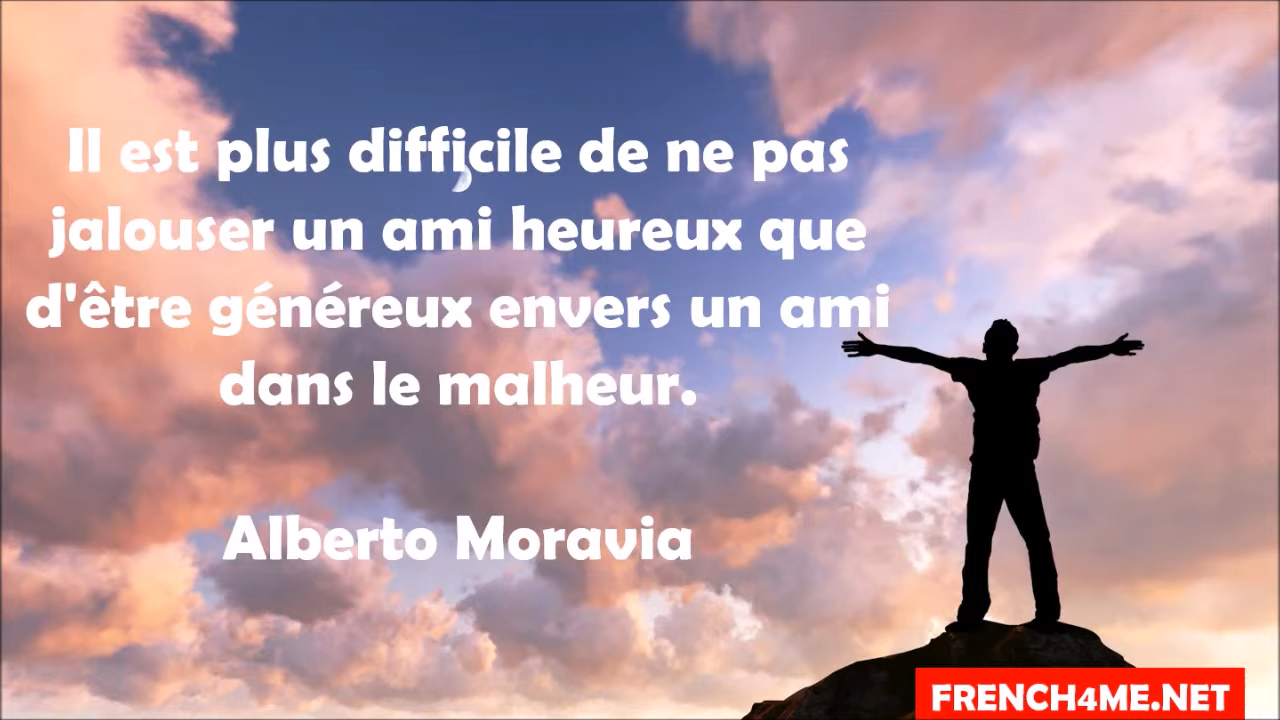 Il est plus difficile de ne pas
jalouser un ami heureux que
d'être généreux envers un ami
dans le malheur.
Alberto Moravia
FRENCH4ME.NET